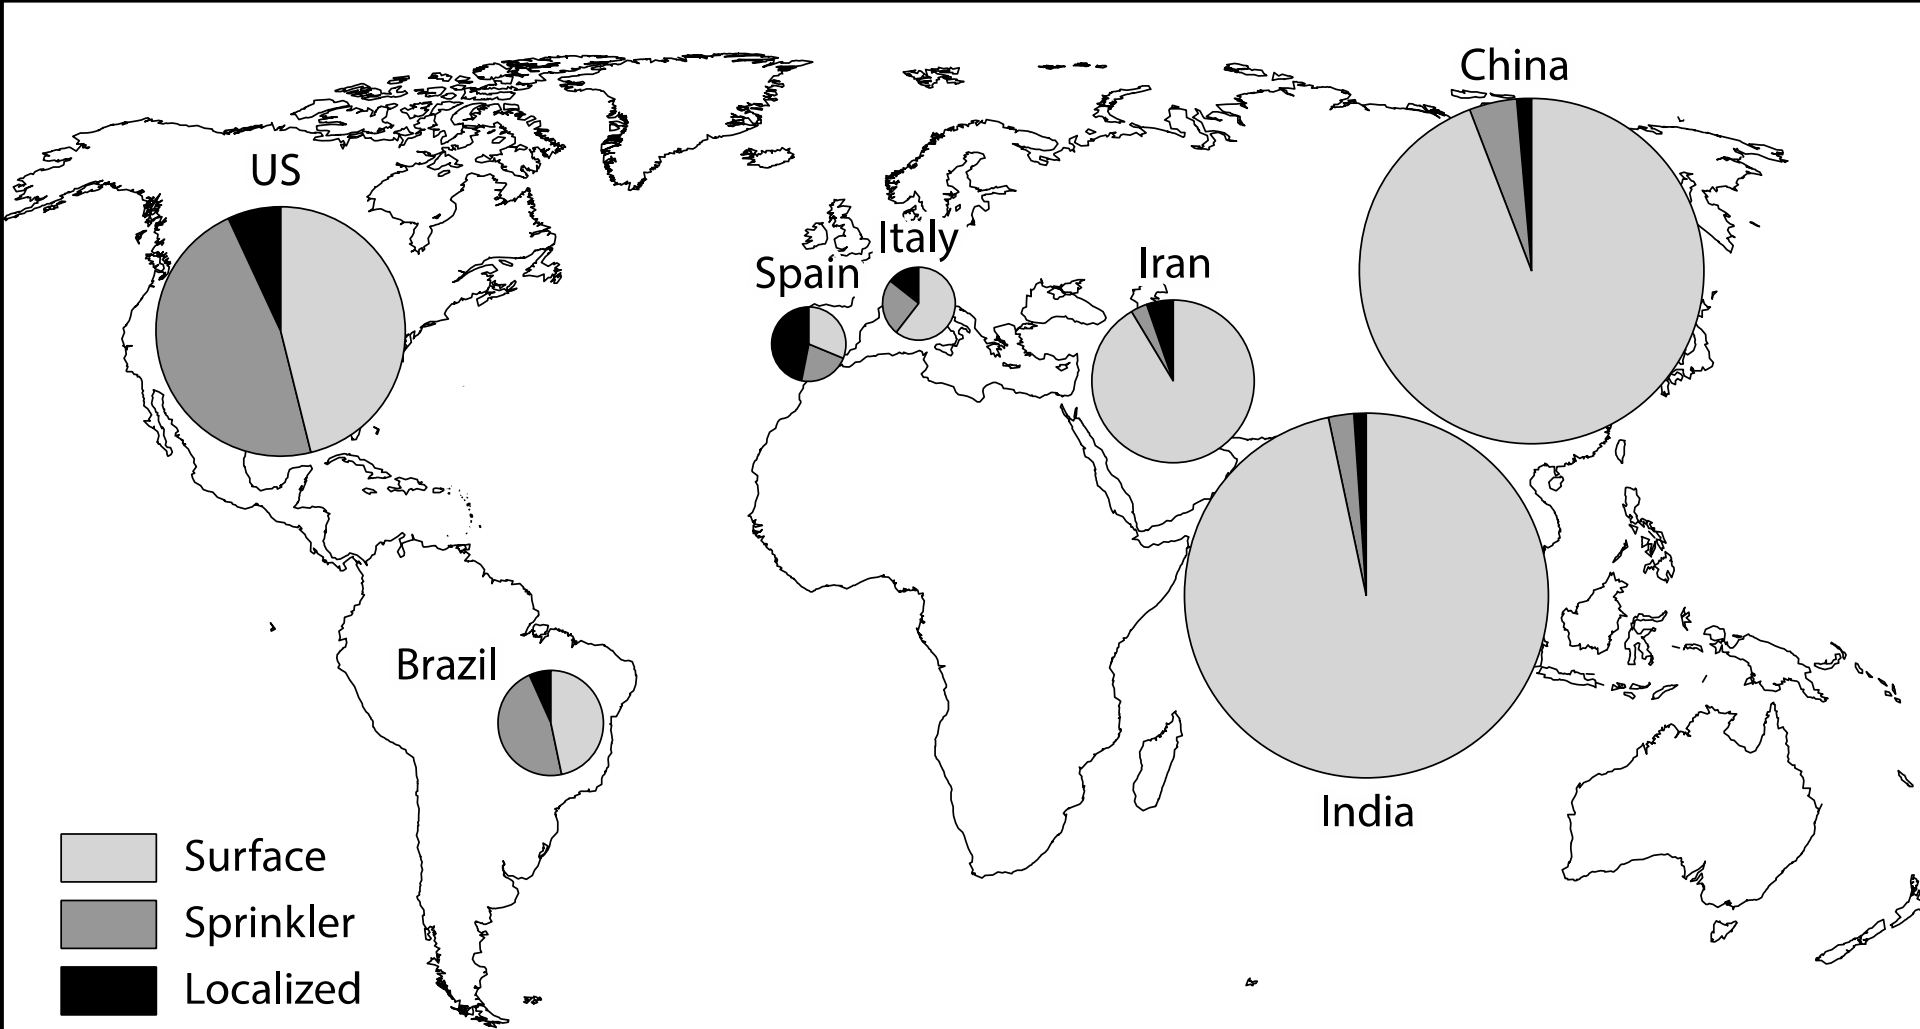 China
US
Italy
Spain
Iran
Brazil
India
Surface
Sprinkler
Localized